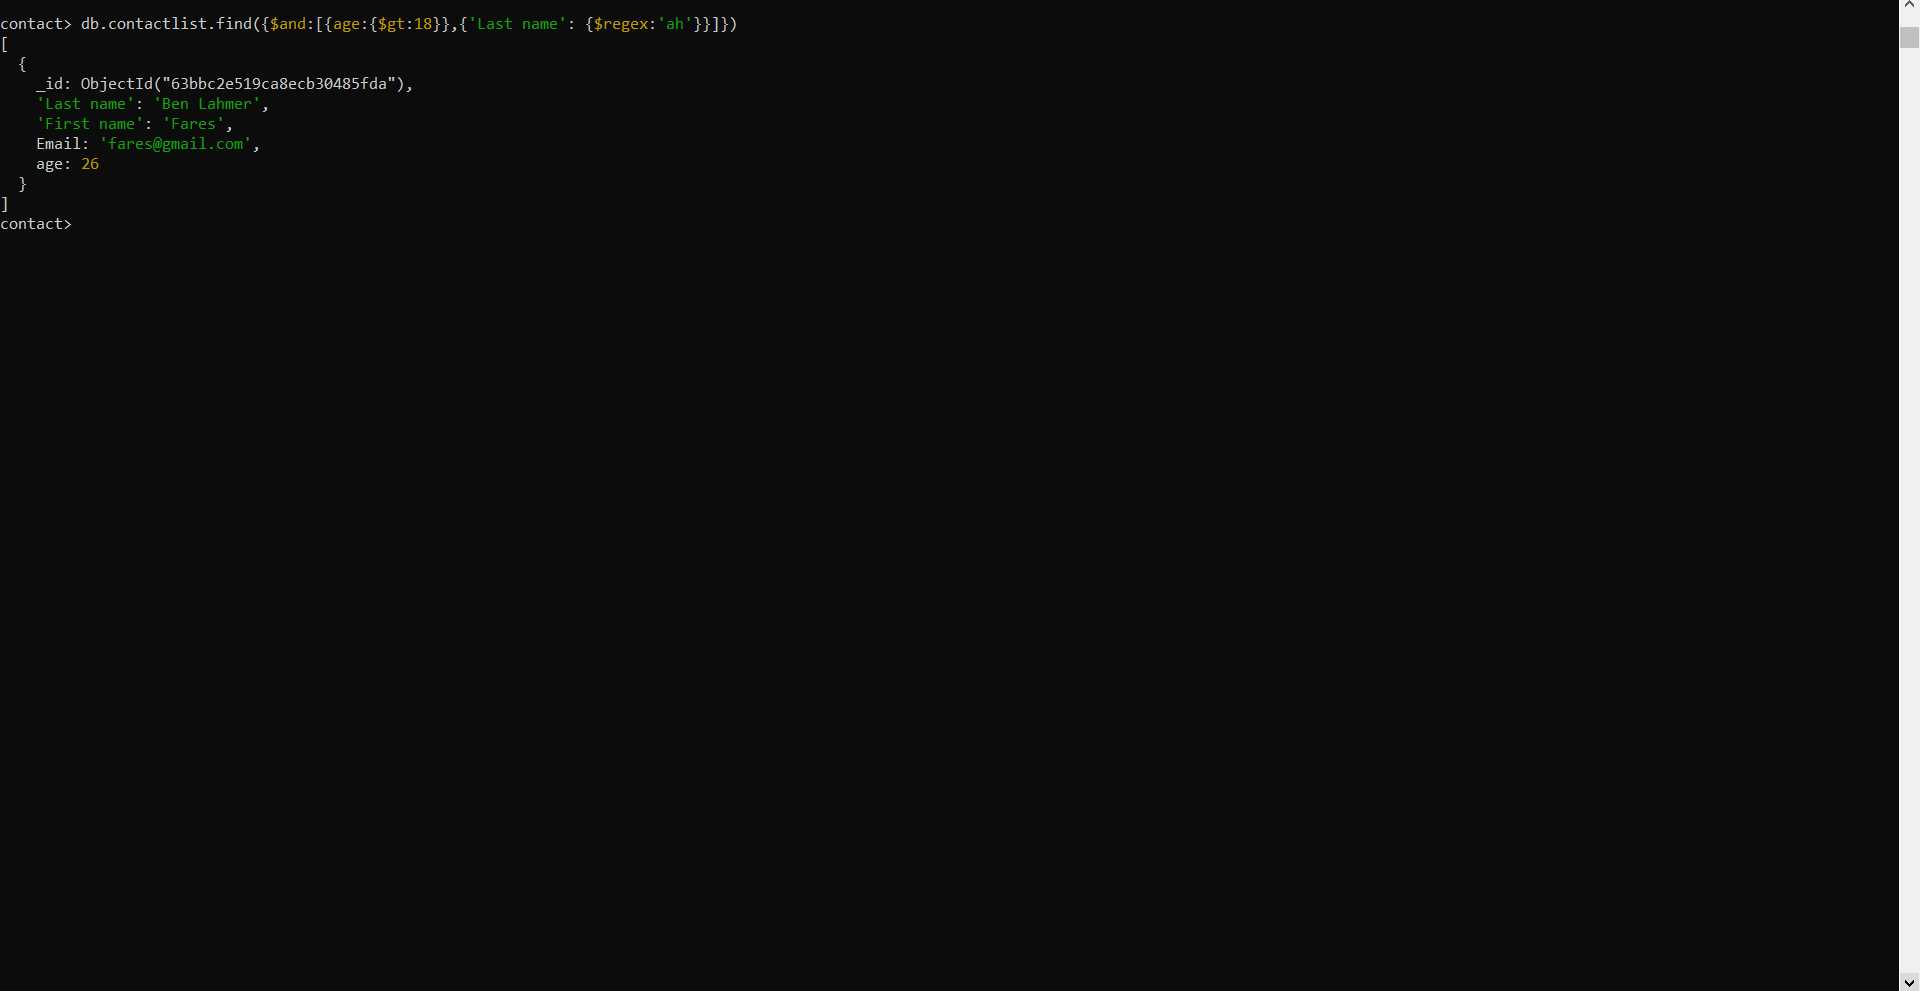 contact> db.contactlist.find({$and:[{age:{$gt:18}},{'Last name': {$regex:'ah'}}]})
[
  {
    _id: ObjectId("63bbc2e519ca8ecb30485fda"),
    'Last name': 'Ben Lahmer',
    'First name': 'Fares',
    Email: 'fares@gmail.com',
    age: 26
  }
]
contact>